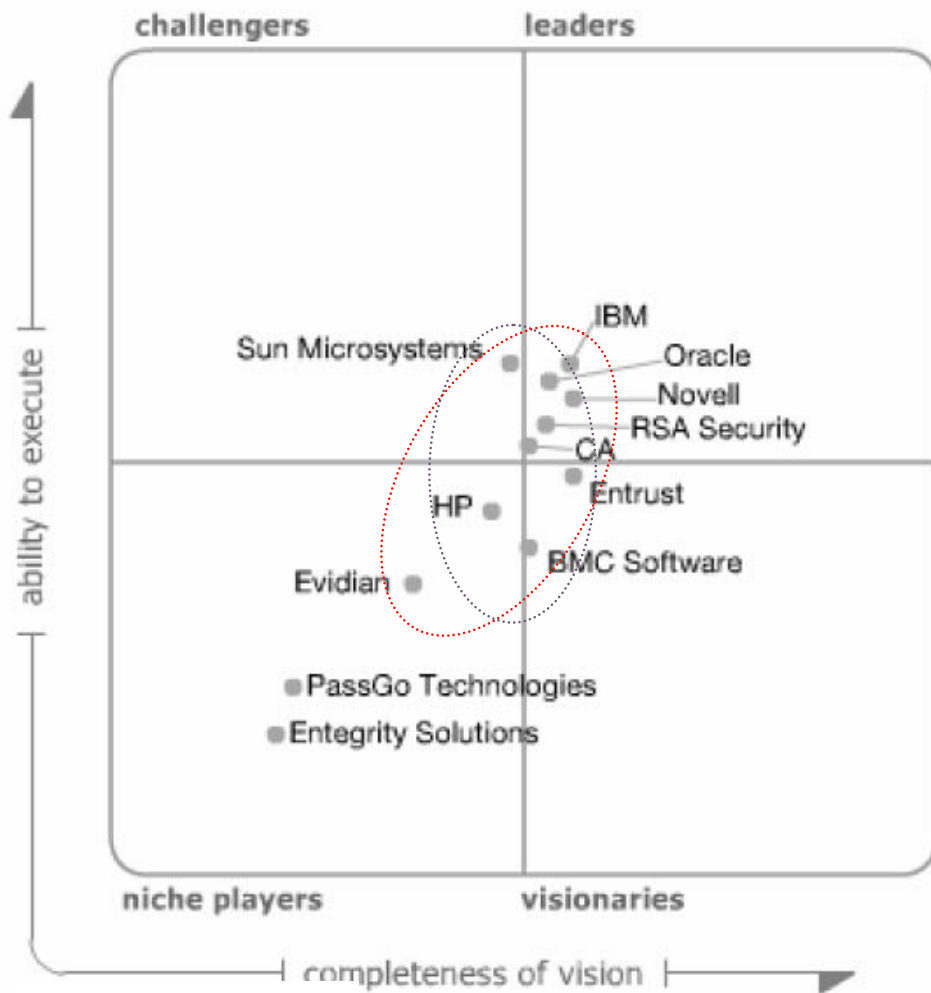 challengers
leaders
IBM
Sun Microsystems
Oracle
Novell
RSA Security
CA
Entrust
HP
BMC Software
Evidian
PassGo Technologies
Entegrity Solutions
ability to execute
niche players
visionaries
completeness of vision